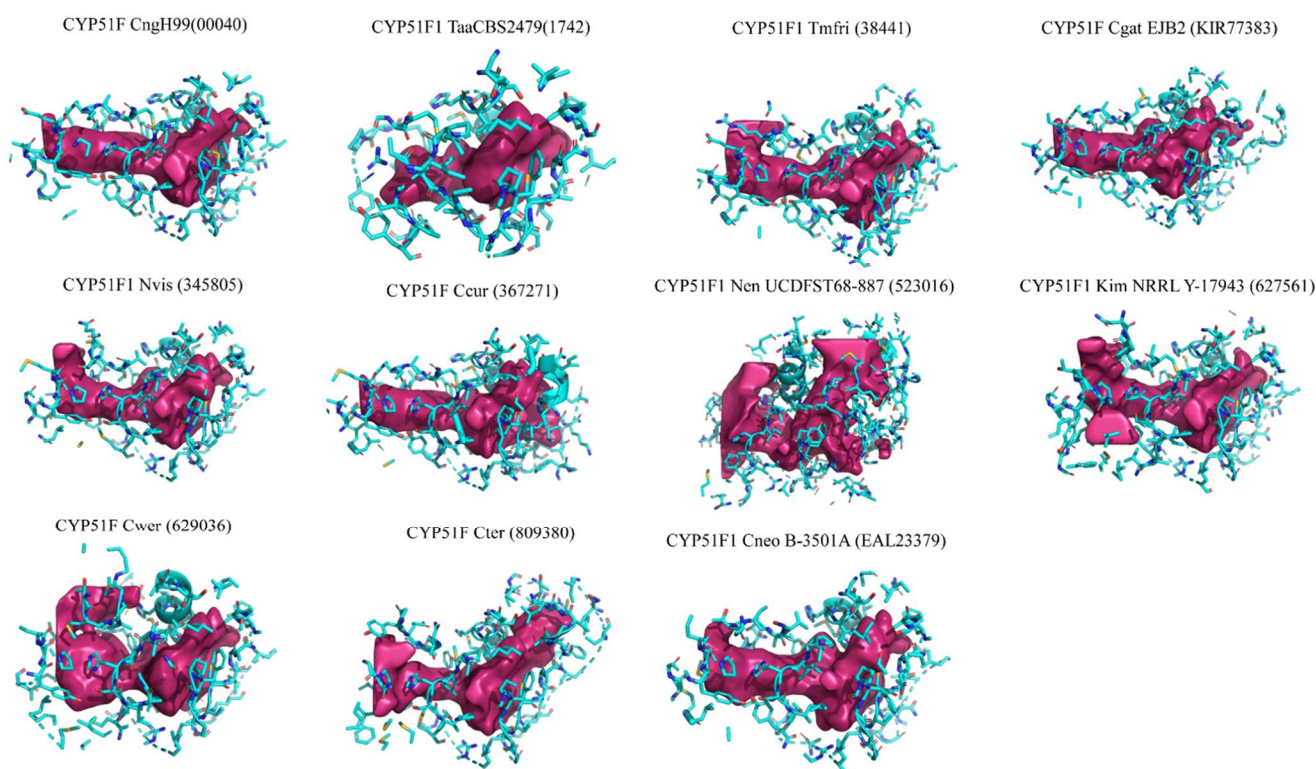 CYP51F CngH99(00040)
CYP51F1 TaaCBS2479(1742)
CYP51F1 Tmfri (38441)
CYP51F Cgat EJB2 (KIR77383)
CYP51F1 Nvis (345805)
CYP51F Ccur (367271)
CYP51F1 Nen UCDFST68-887 (523016)
CYP51F1 Kim NRRL Y-17943 (627561)
CYP51F Cwer (629036)
CYP51F Cter (809380)
CYP51F1 Cneo B-3501A (EAL23379)